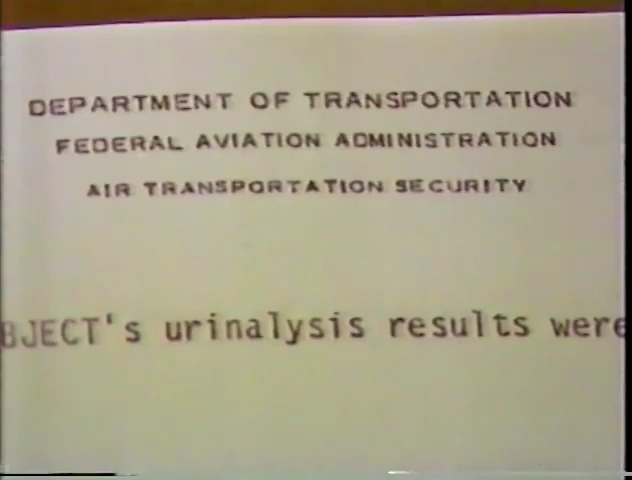 DEPARTMENT OF TRANSPORTATION
FEDERAL AVIATION ADMINISTRATION
AIR TRANSPORTATION SECURITY
BJECT's urinalysis results were